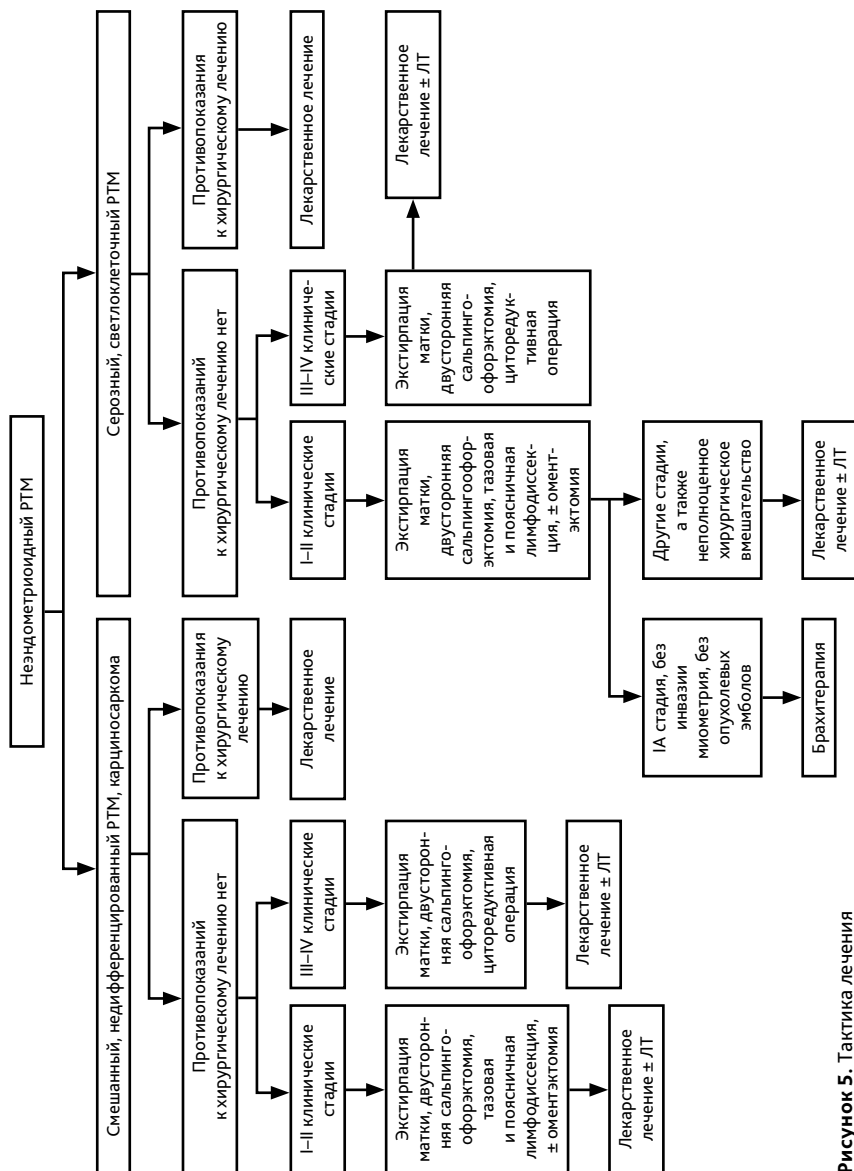 Неэндометриоидный РТМ
Смешанный, недифференцированный РТМ, карциносаркома
Серозный, светлоклеточный РТМ
Противопоказаний
к хирургическому лечению нет
Противопоказания
к хирургическому
лечению
Противопоказаний
к хирургическому лечению нет
Противопоказания
к хирургическому лечению
I–II клинические
стадии
III–IV клинические
стадии
Лекарственное
лечение
I–II клинические
стадии
III–IV клиниче-
ские стадии
Лекарственное лечение
Экстирпация
матки, двусторон-
няя сальпинго-
офорэктомия,
тазовая
и поясничная
лимфодиссекция,
± оментэктомия
Экстирпация
матки, двусторон-
няя сальпинго-
офорэктомия,
циторедуктивная
операция
Экстирпация
матки,
двусторонняя
сальпингоофор-
эктомия, тазовая
и поясничная
лимфодиссек-
ция, ± омент-
эктомия
Экстирпация
матки,
двусторонняя
сальпинго-
офорэктомия,
циторедук-
тивная
операция
Лекарственное
лечение ± ЛТ
Лекарственное
лечение ± ЛТ
Лекарственное
лечение ± ЛТ
IA стадия, без
инвазии
миометрия, без
опухолевых
эмболов
Другие стадии,
а также
неполноценное
хирургическое
вмешательство
Брахитерапия
Лекарственное
лечение ± ЛТ
Рисунок 5. Тактика лечения